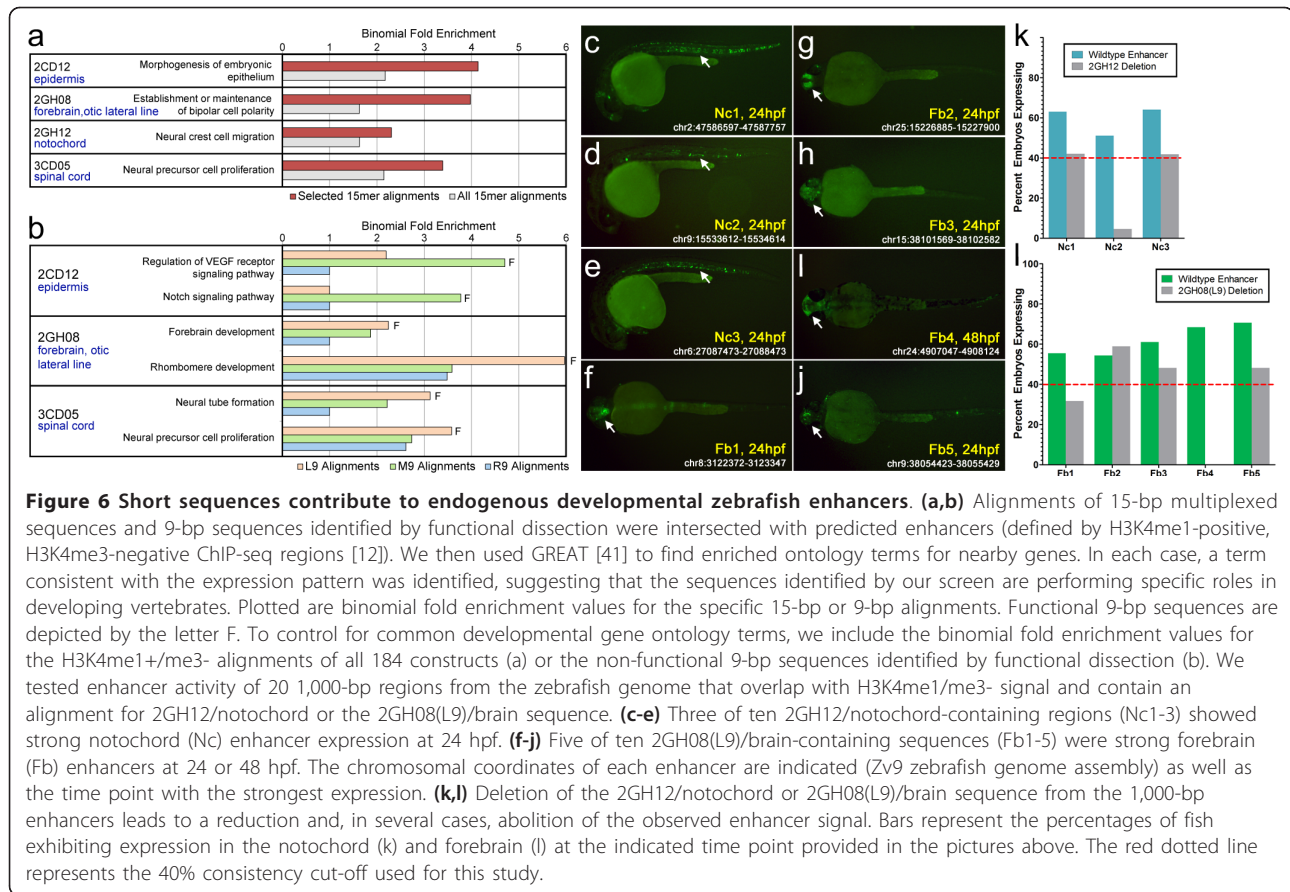 a
Binomial Fold Enrichment
0 1 2 3 4 5 6
2CD12
epidermis
Morphogenesis of embryonic
epithelium
2GH08
forebrain,otic lateral line
Establishment or maintenance
of bipolar cell polarity
2GH12
notochord
Neural crest cell migration
3CD05
spinal cord
Neural precursor cell proliferation
Selected 15mer alignments All 15mer alignments
b
Binomial Fold Enrichment
0 1 2 3 4 5 6
2CD12
epidermis
Regulation of VEGF receptor
signaling pathway
F
Notch signaling pathway
F
2GH08
forebrain, otic
lateral line
Forebrain development
F
Rhombomere development
F
3CD05
spinal cord
Neural tube formation
F
Neural precursor cell proliferation
F
L9 Alignments M9 Alignments R9 Alignments
c
Nc1, 24hpf
chr2:47586597-47587757
d
Nc2, 24hpf
chr9:15533612-15534614
e
Nc3, 24hpf
chr6:27087473-27088473
f
Fb1, 24hpf
chr8:3122372-3123347
g
Fb2, 24hpf
chr25:15226885-15227900
h
Fb3, 24hpf
chr15:38101569-38102582
I
Fb4, 48hpf
chr24:4907047-4908124
j
Fb5, 24hpf
chr9:38054423-38055429
k
Wildtype Enhancer
2GH12 Deletion
Percent Embryos Expressing
100
80
60
40
20
0
Nc1 Nc2 Nc3
l
Wildtype Enhancer
2GH08(L9) Deletion
Percent Embryos Expressing
100
80
60
40
20
0
Fb1 Fb2 Fb3 Fb4 Fb5
Figure 6 Short sequences contribute to endogenous developmental zebrafish enhancers. (a,b) Alignments of 15-bp multiplexed
sequences and 9-bp sequences identified by functional dissection were intersected with predicted enhancers (defined by H3K4me1-positive,
H3K4me3-negative ChIP-seq regions [12]). We then used GREAT [41] to find enriched ontology terms for nearby genes. In each case, a term
consistent with the expression pattern was identified, suggesting that the sequences identified by our screen are performing specific roles in
developing vertebrates. Plotted are binomial fold enrichment values for the specific 15-bp or 9-bp alignments. Functional 9-bp sequences are
depicted by the letter F. To control for common developmental gene ontology terms, we include the binomial fold enrichment values for
the H3K4me1+/me3- alignments of all 184 constructs (a) or the non-functional 9-bp sequences identified by functional dissection (b). We
tested enhancer activity of 20 1,000-bp regions from the zebrafish genome that overlap with H3K4me1/me3- signal and contain an
alignment for 2GH12/notochord or the 2GH08(L9)/brain sequence. (c-e) Three of ten 2GH12/notochord-containing regions (Nc1-3) showed
strong notochord (Nc) enhancer expression at 24 hpf. (f-j) Five of ten 2GH08(L9)/brain-containing sequences (Fb1-5) were strong forebrain
(Fb) enhancers at 24 or 48 hpf. The chromosomal coordinates of each enhancer are indicated (Zv9 zebrafish genome assembly) as well as
the time point with the strongest expression. (k,l) Deletion of the 2GH12/notochord or 2GH08(L9)/brain sequence from the 1,000-bp
enhancers leads to a reduction and, in several cases, abolition of the observed enhancer signal. Bars represent the percentages of fish
exhibiting expression in the notochord (k) and forebrain (l) at the indicated time point provided in the pictures above. The red dotted line
represents the 40% consistency cut-off used for this study.